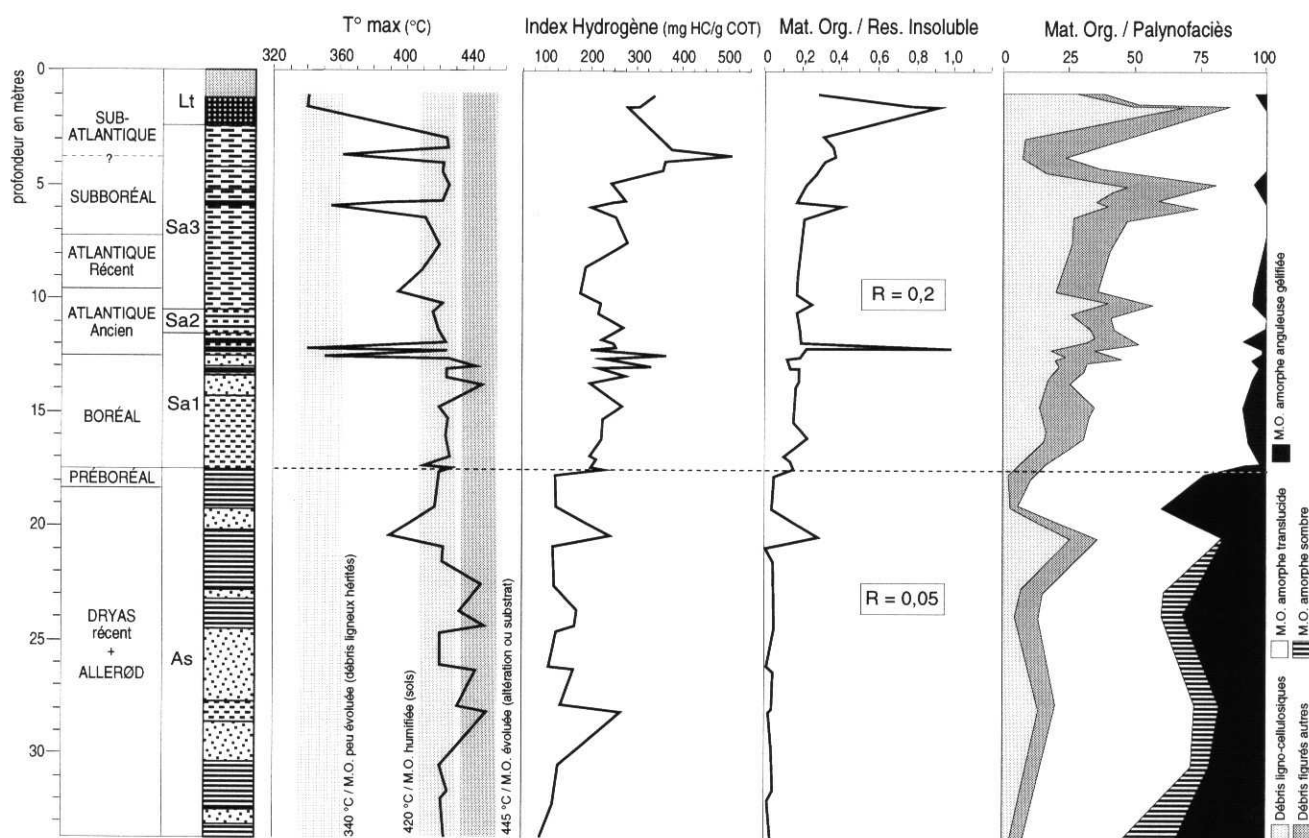 T° max (°C)
Index Hydrogène (mg HC/g COT)
Mat. Org. / Res. Insoluble
Mat. Org. / Palynofaciès
320 360 400 440
100 200 300 400 500
0 0,2 0,4 0,6 0,8 1,0
0 25 50 75 100
profondeur en mètres
0
5
10
15
20
25
30
SUB-
ATLANTIQUE
?
SUBBORÉAL
ATLANTIQUE
Récent
ATLANTIQUE
Ancien
BORÉAL
PRÉBORÉAL
DRYAS
récent
+
ALLERØD
Lt
Sa3
Sa2
Sa1
As
340 °C / M.O. peu évoluée (débris ligneux hérités)
420 °C / M.O. humifiée (sols)
445 °C / M.O. évoluée (altération ou substrat)
R = 0,2
R = 0,05
Débris ligno-cellulosiques
Débris figurés autres
M.O. amorphe translucide
M.O. amorphe sombre
M.O. amorphe anguleuse gélifiée